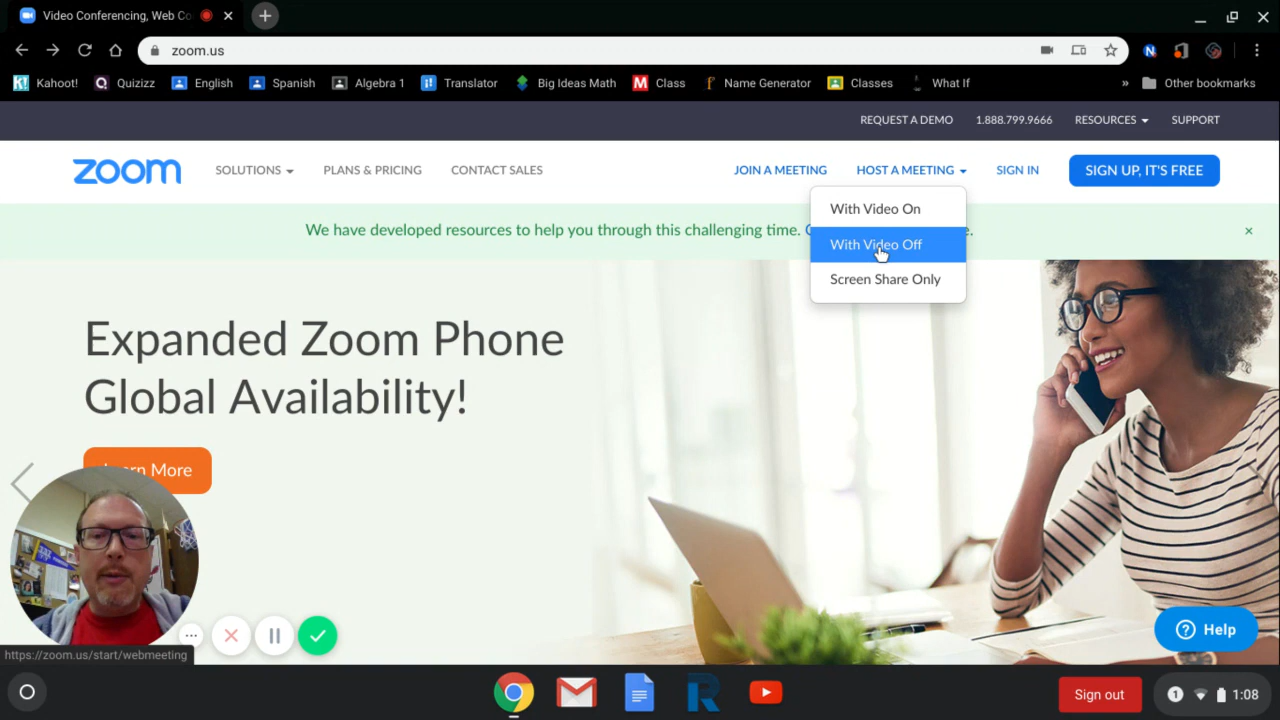 Video Conferencing, Web Co
zoom.us
Kahoot!
Quizizz
English
Spanish
Algebra 1
Translator
Big Ideas Math
M Class
f Name Generator
Classes
What If
»
Other bookmarks
REQUEST A DEMO
1.888.799.9666
RESOURCES
SUPPORT
zoom
SOLUTIONS
PLANS & PRICING
CONTACT SALES
JOIN A MEETING
HOST A MEETING
SIGN IN
SIGN UP, IT'S FREE
With Video On
With Video Off
Screen Share Only
We have developed resources to help you through this challenging time.
Expanded Zoom Phone
Global Availability!
More
Help
https://zoom.us/start/webmeeting
Sign out
1
1:08